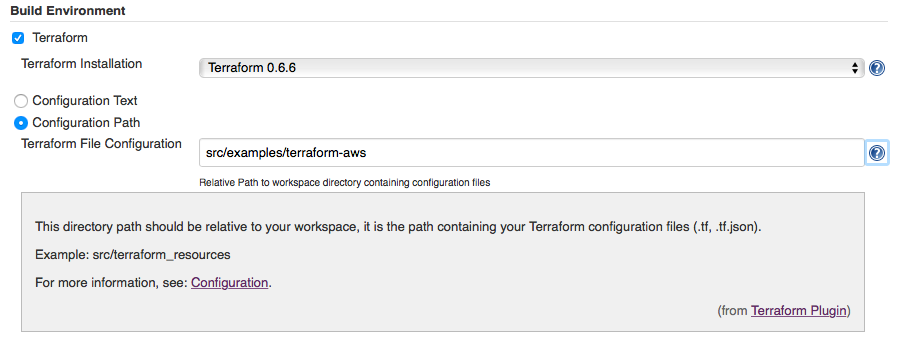 Build Environment
Terraform
Terraform Installation
Terraform 0.6.6
?
Configuration Text
Configuration Path
Terraform File Configuration
src/examples/terraform-aws
?
Relative Path to workspace directory containing configuration files
This directory path should be relative to your workspace, it is the path containing your Terraform configuration files (.tf, .tf.json).
Example: src/terraform_resources
For more information, see: Configuration.
(from Terraform Plugin)